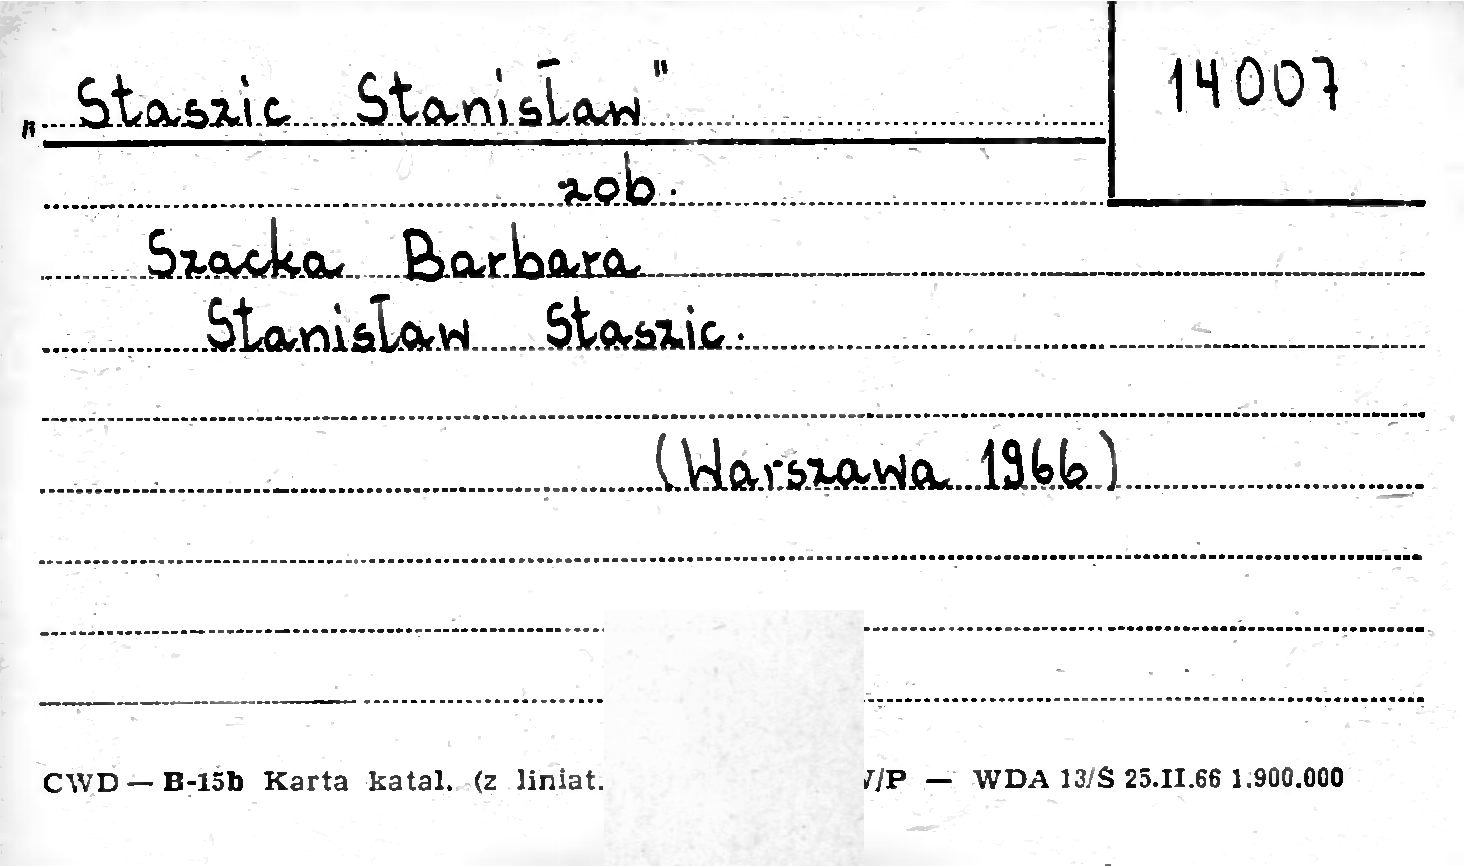 „Staszic Stanisław"
14007
zob.
Szacka Barbara
Stanisław Staszic.
(Warszawa 1966)
CWD — B-15b Karta katal. (z liniat. /P — WDA 13/Ś 25.II.66 1.900.000